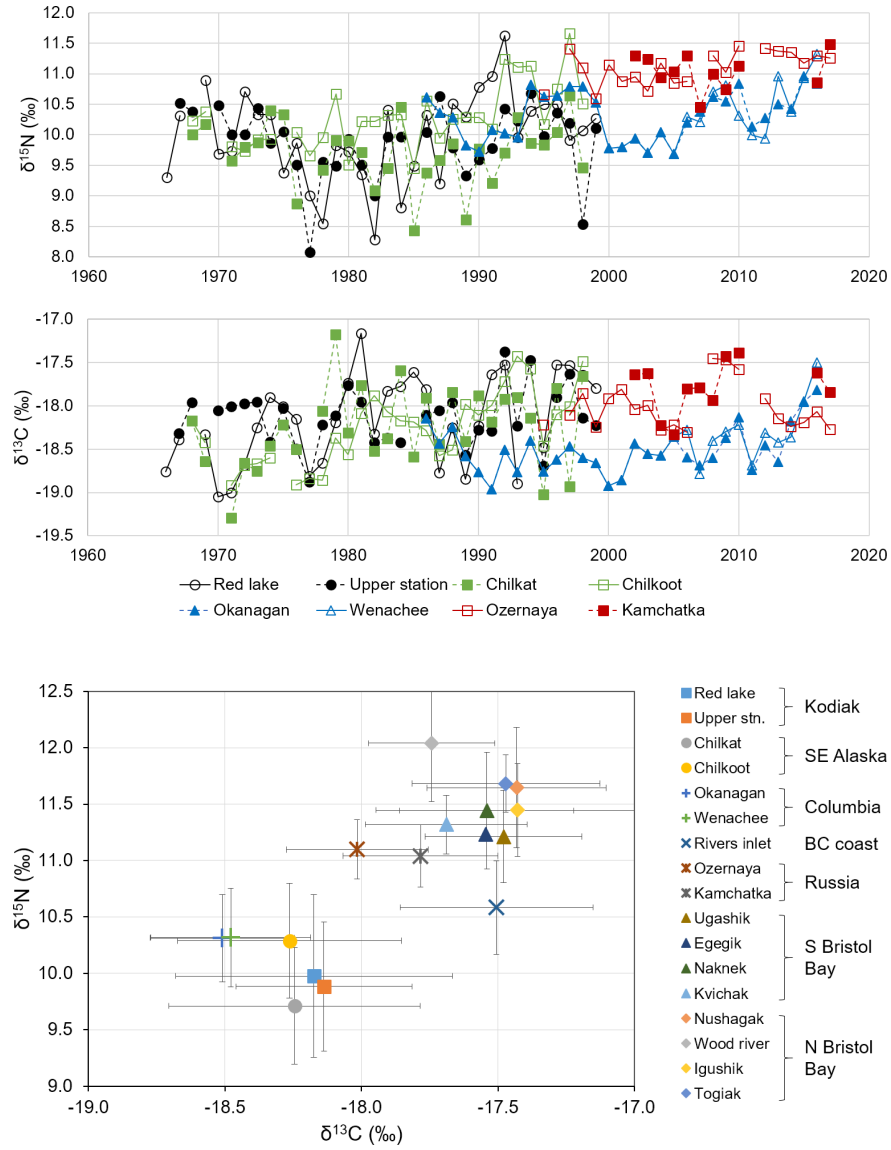 δ15N (‰)
12.0
11.5
11.0
10.5
10.0
9.5
9.0
8.5
8.0
1960 1970 1980 1990 2000 2010 2020
δ13C (‰)
-17.0
-17.5
-18.0
-18.5
-19.0
-19.5
1960 1970 1980 1990 2000 2010 2020
Red lake Upper station Chilkat Chilkoot
Okanagan Wenachee Ozernaya Kamchatka
δ15N (‰)
12.5
12.0
11.5
11.0
10.5
10.0
9.5
9.0
-19.0 -18.5 -18.0 -17.5 -17.0
δ13C (‰)
Red lake
Upper stn.
Kodiak
Chilkat
Chilkoot
SE Alaska
Okanagan
Wenachee
Columbia
Rivers inlet BC coast
Ozernaya
Kamchatka
Russia
Ugashik
Egegik
Naknek
Kvichak
S Bristol
Bay
Nushagak
Wood river
Igushik
Togiak
N Bristol
Bay